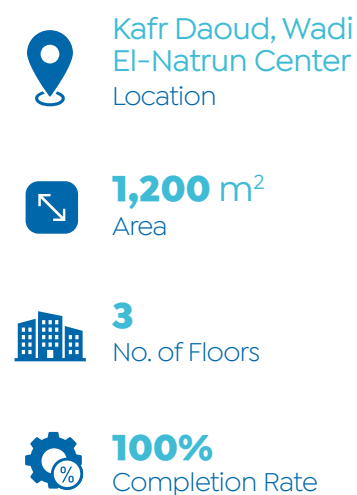 Kafr Daoud, Wadi
El-Natrun Center
Location
1,200 m²
Area
3
No. of Floors
%
100%
Completion Rate